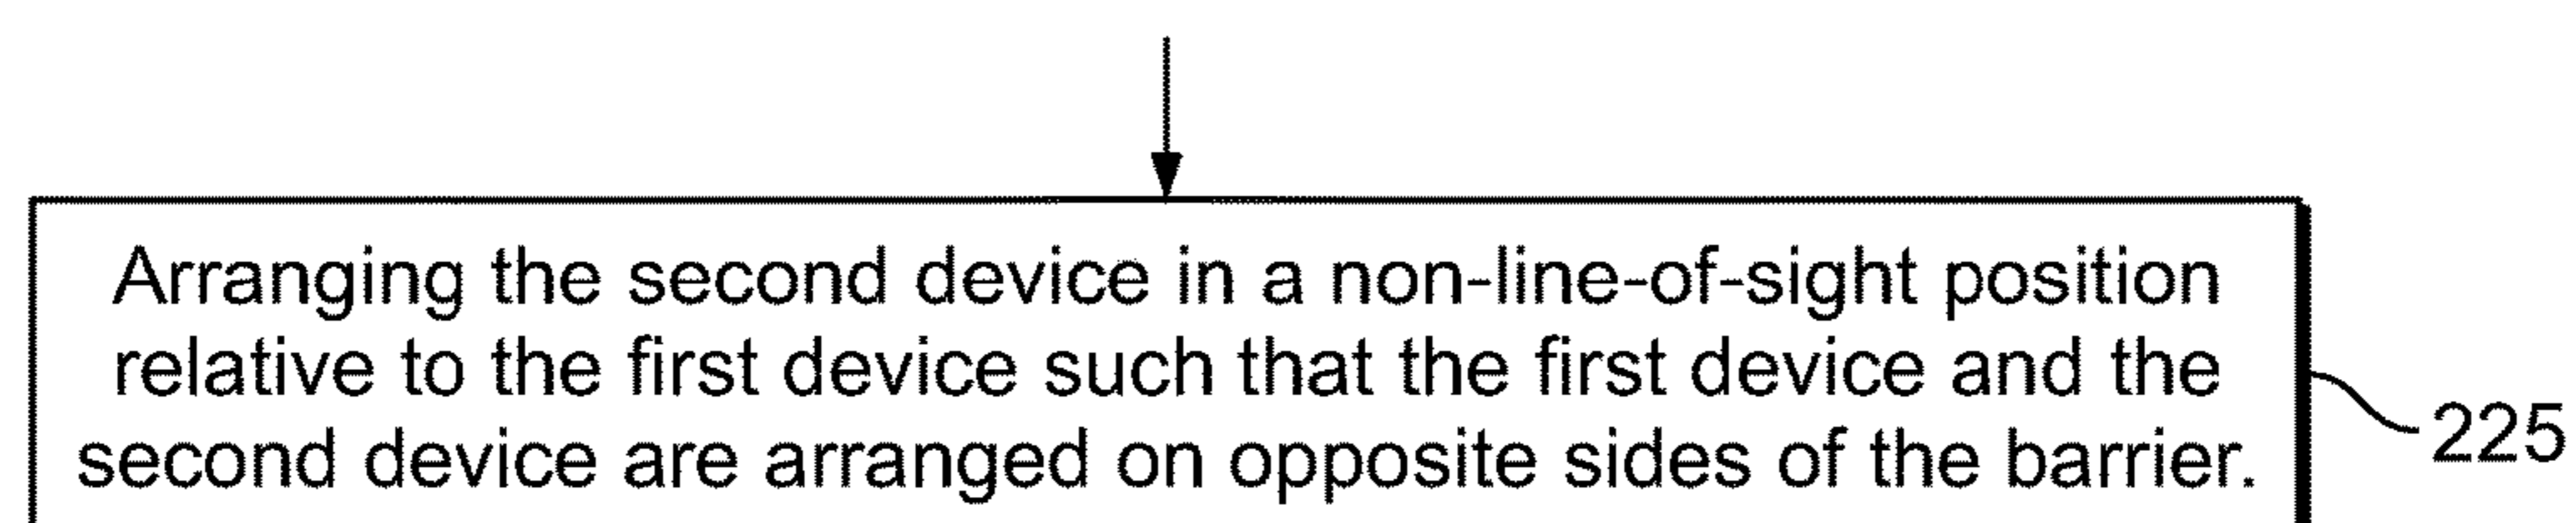 Arranging the second device in a non-line-of-sight position
relative to the first device such that the first device and the
second device are arranged on opposite sides of the barrier.
225